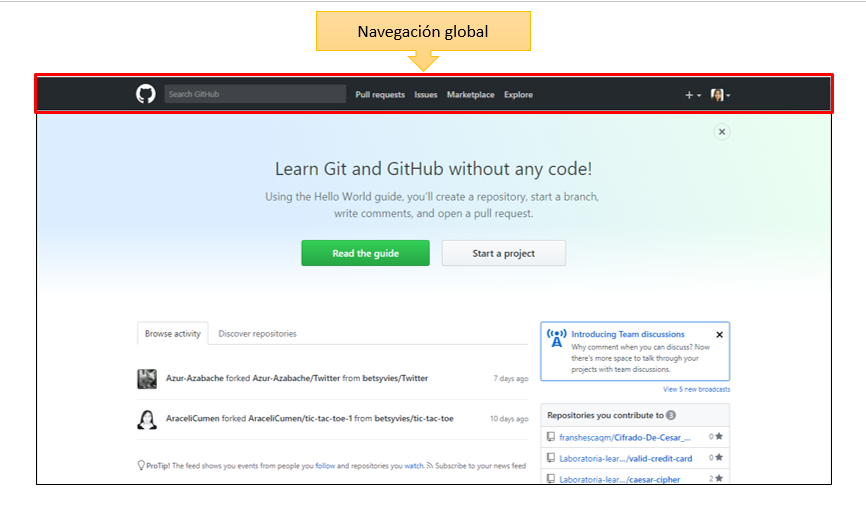 Navegación global
Search GitHub
Pull requests Issues Marketplace Explore
Learn Git and GitHub without any code!
Using the Hello World guide, you'll create a repository, start a branch,
write comments, and open a pull request.
Read the guide
Start a project
Browse activity
Discover repositories
Azur-Azabache forked Azur-Azabache/Twitter from betsyvies/Twitter
7 days ago
AraceliCumen forked AraceliCumen/tic-tac-toe-1 from betsyvies/tic-tac-toe
10 days ago
ProTip! The feed shows you events from people you follow and repositories you watch. Subscribe to your news feed
Introducing Team discussions
Why comment when you can discuss? Now
there's more space to talk through your
projects with team discussions.
View 5 new broadcasts
Repositories you contribute to 3
franshescaqm/Cifrado-De-Cesar_... 0
Laboratoria-lear.../valid-credit-card 0
Laboratoria-lear.../caesar-cipher 2